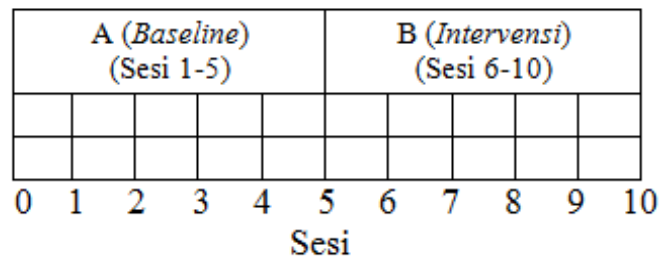 A (Baseline)
(Sesi 1-5)
B (Intervensi)
(Sesi 6-10)
0 1 2 3 4 5 6 7 8 9 10
Sesi